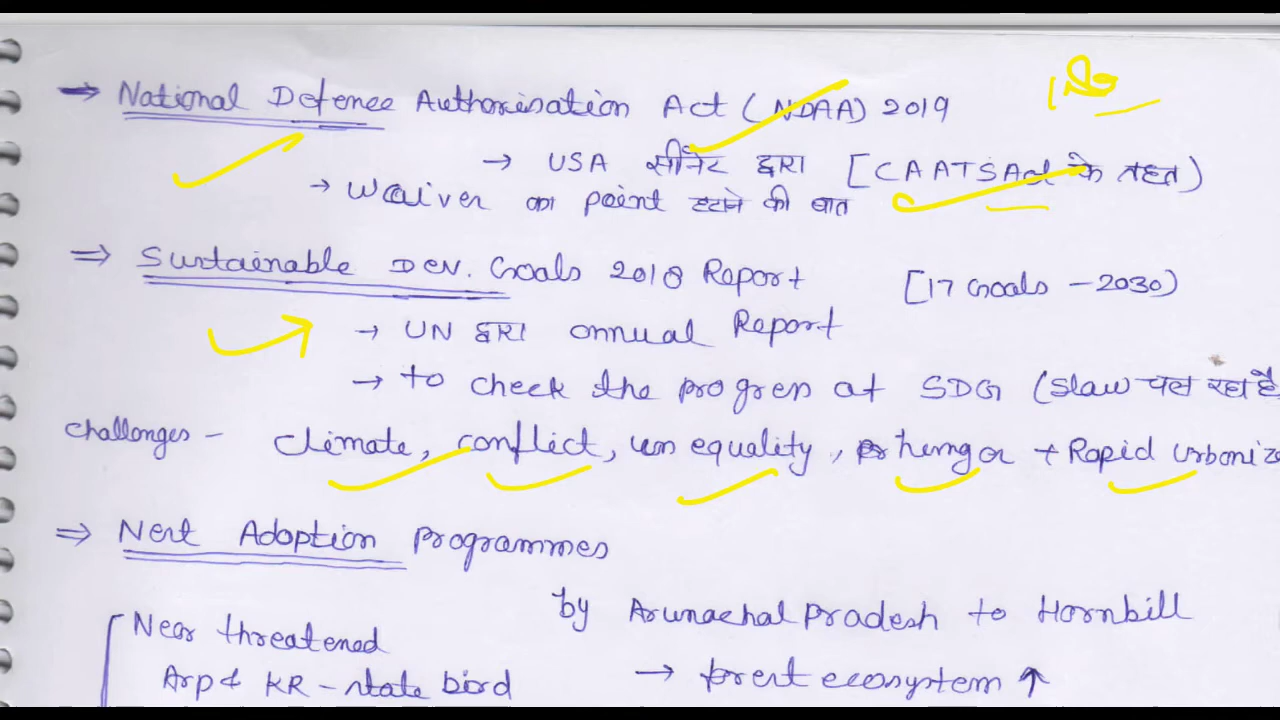 → National Defence Authorisation Act (NDAA) 2019
→ USA सीनेट द्वारा [CAATSA Act के तहत)
→ Waiver का point हटाने की बात
⇒ Sustainable Dev. Goals 2018 Report [17 Goals - 2030)
→ UN द्वारा annual Report
→ to check the progress at SDG (slow चल रहा है
challenges - climate, conflict, un equality, hunger + Rapid urbaniza
⇒ Nest Adoption programmes
by Arunachal pradesh to Hornbill
Near threatened
→ forest ecosystem ↑
Arp & KR - state bird